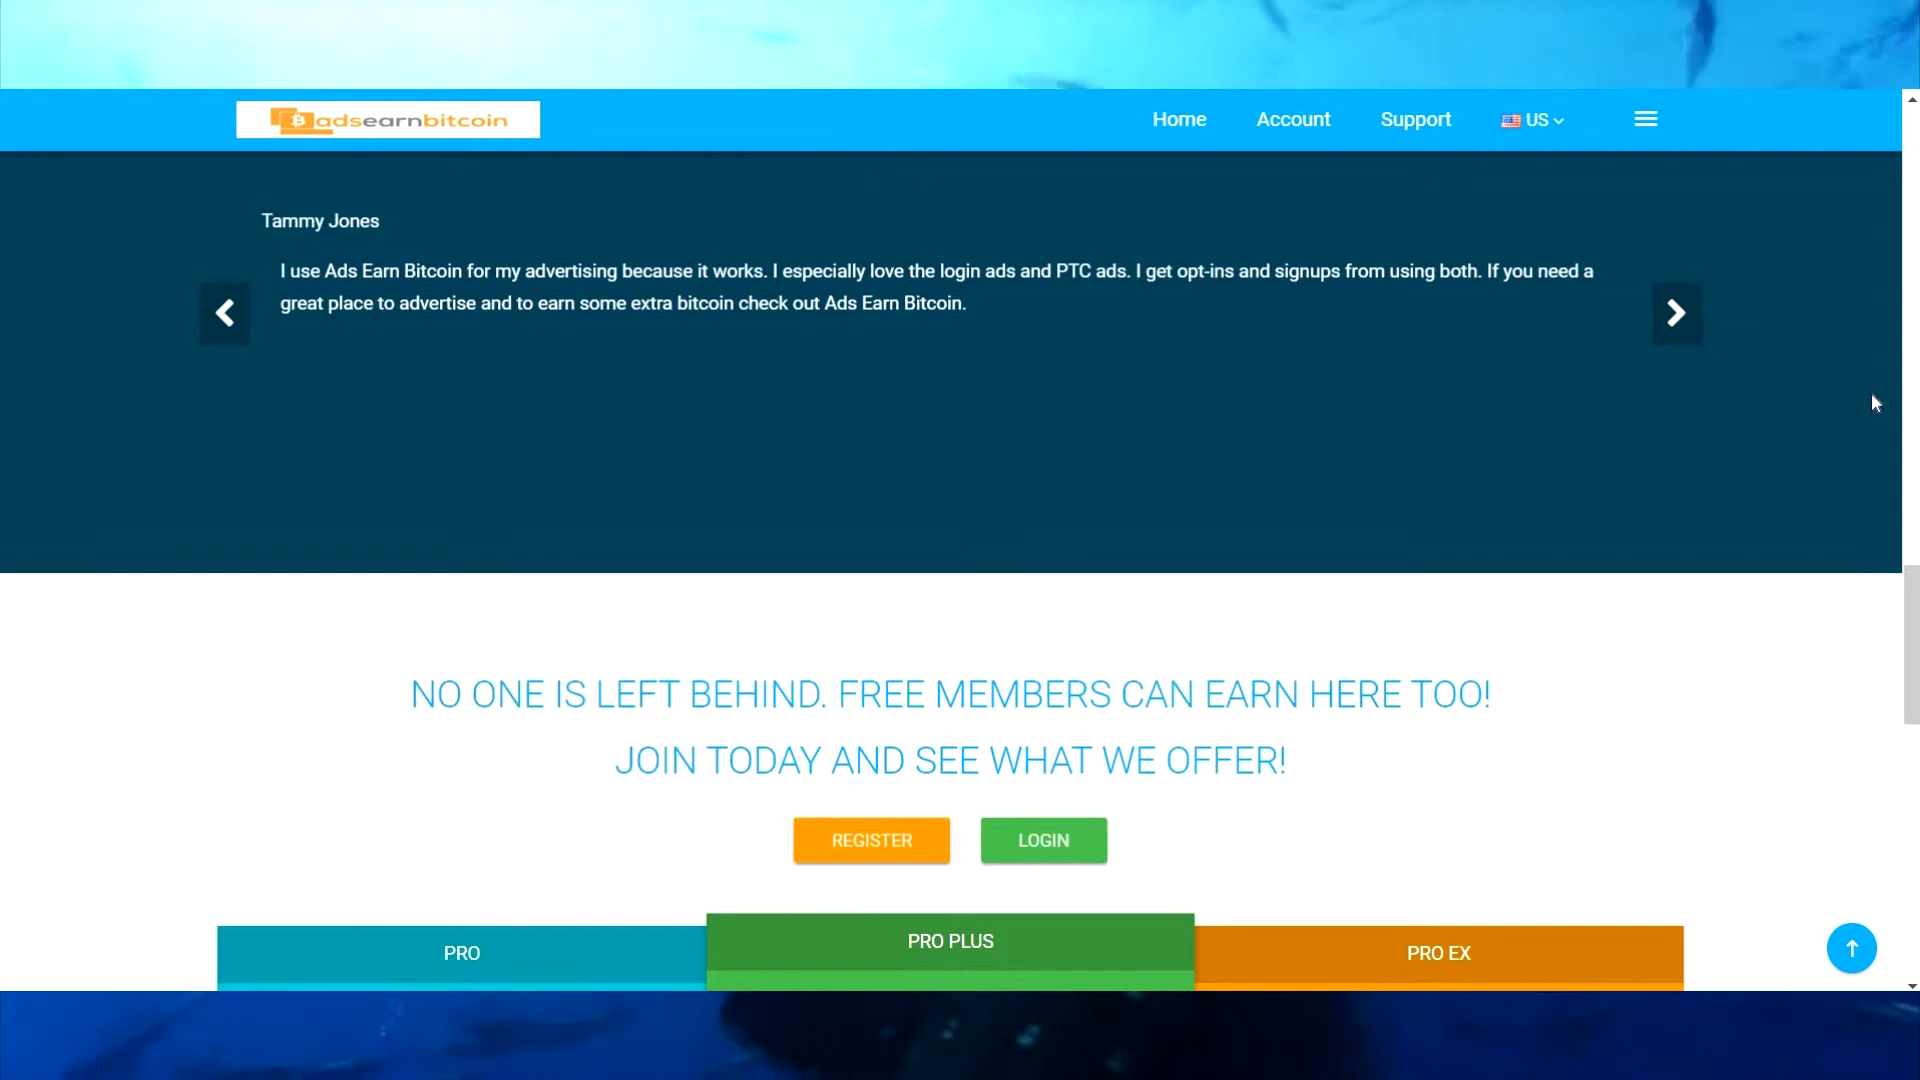 adsearnbitcoin
Home Account Support US
Tammy Jones
I use Ads Earn Bitcoin for my advertising because it works. I especially love the login ads and PTC ads. I get opt-ins and signups from using both. If you need a
great place to advertise and to earn some extra bitcoin check out Ads Earn Bitcoin.
NO ONE IS LEFT BEHIND. FREE MEMBERS CAN EARN HERE TOO!
JOIN TODAY AND SEE WHAT WE OFFER!
REGISTER LOGIN
PRO PRO PLUS PRO EX